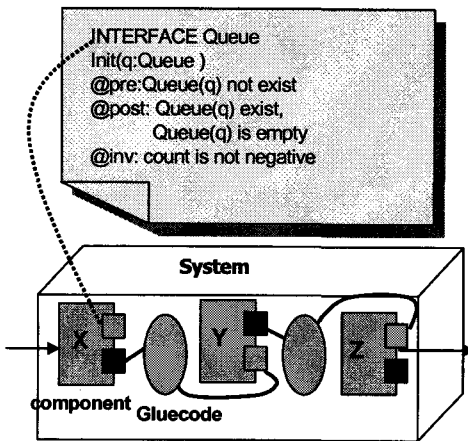 INTERFACE Queue
Init(q:Queue )
@pre:Queue(q) not exist
@post: Queue(q) exist,
Queue(q) is empty
@inv: count is not negative
System
X
Y
Z
component
Gluecode